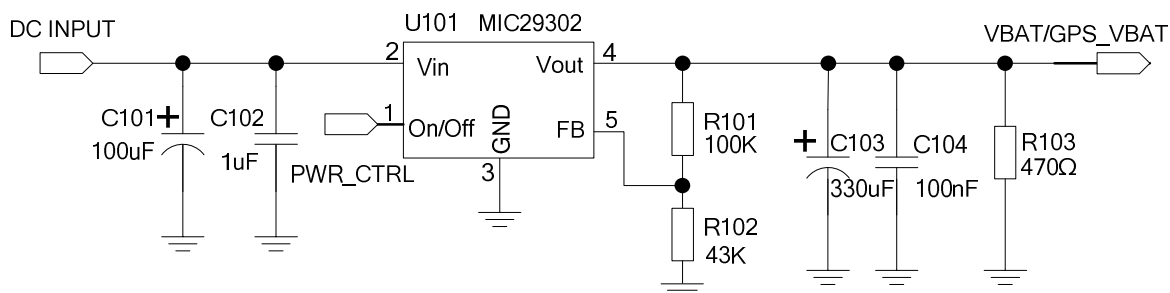 DC INPUT
U101 MIC29302
VBAT/GPS_VBAT
2
Vin
Vout
4
C101
+
100uF
C102
1uF
1
On/Off
GND
FB
5
3
PWR_CTRL
R101
100K
R102
43K
+
C103
330uF
C104
100nF
R103
470Ω